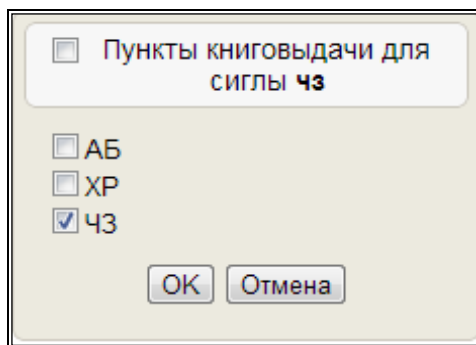 Пункты книговыдачи для
сиглы чз
АБ
ХР
ЧЗ
OK Отмена